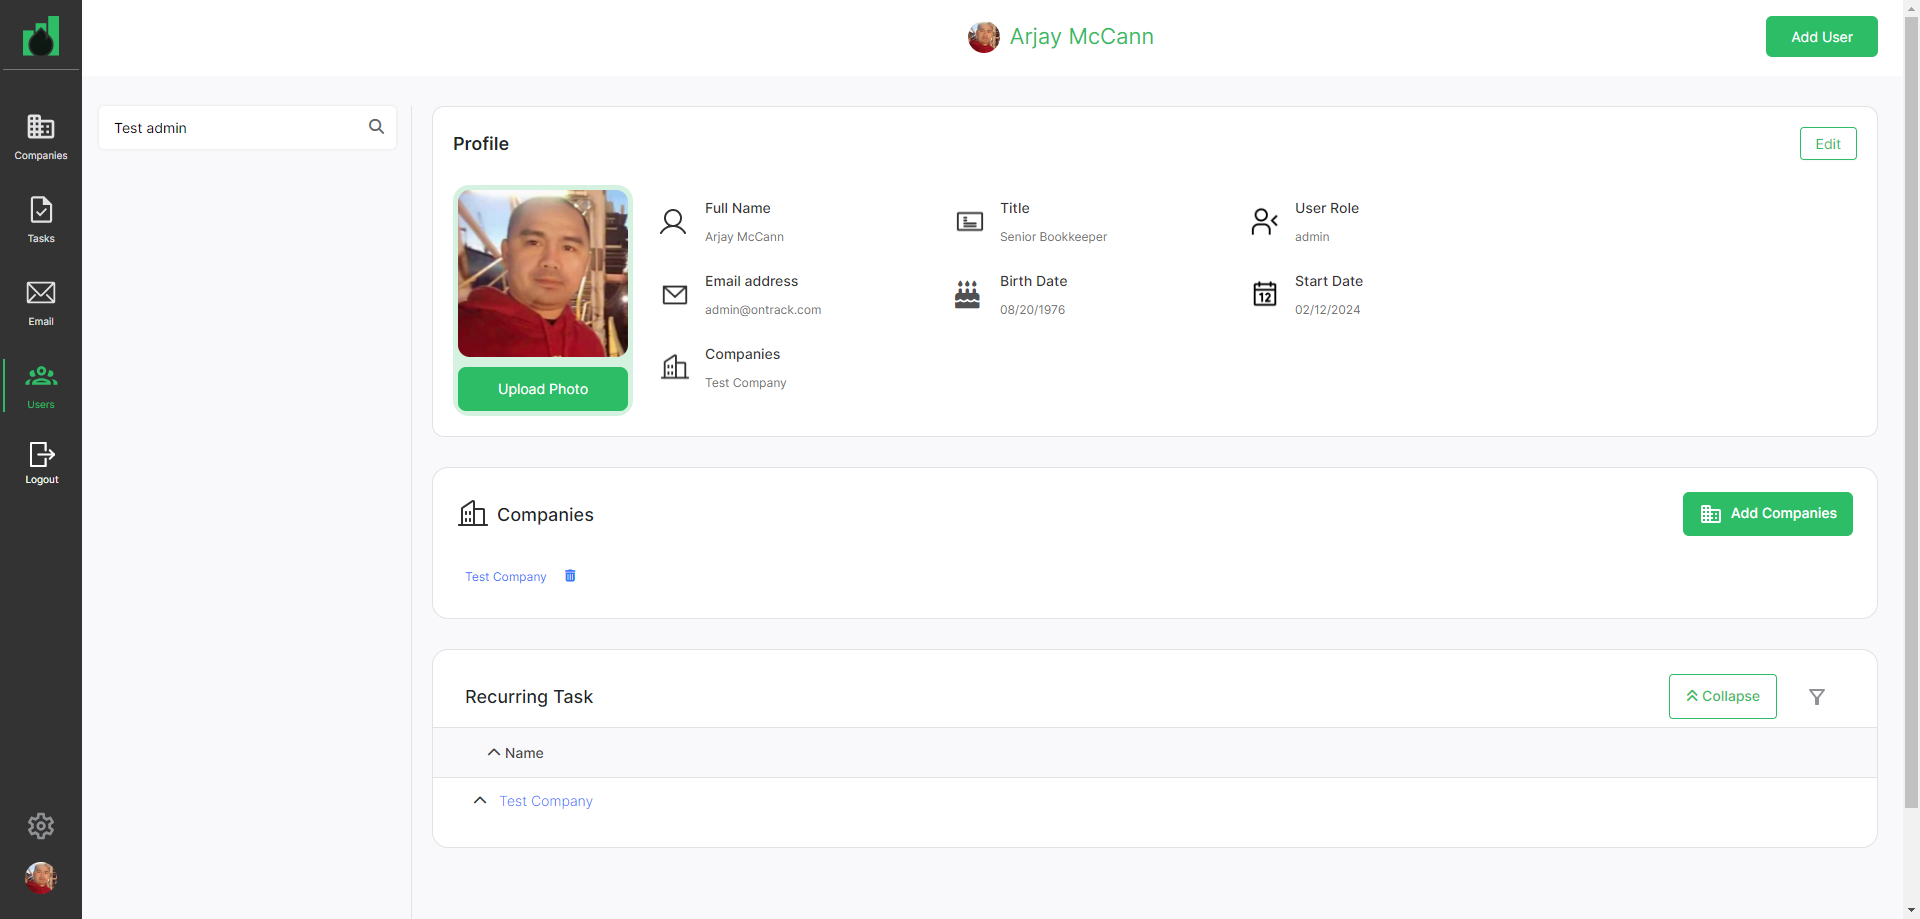 Arjay McCann
Add User
Companies
Tasks
Email
Users
Logout
Test admin
Profile
Edit
Upload Photo
Full Name
Arjay McCann
Title
Senior Bookkeeper
User Role
admin
Email address
admin@ontrack.com
Birth Date
08/20/1976
Start Date
12
02/12/2024
Companies
Test Company
Companies
Add Companies
Test Company
Recurring Task
Collapse
Name
Test Company